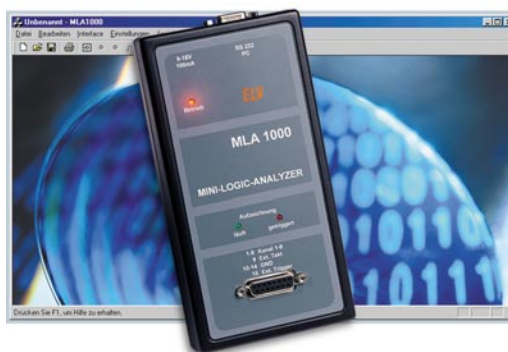 Unbenannt - MLA1000
Datei Bearbeiten Interface Einstellungen
9-18V
100mA
RS 232
PC
Betrieb
ELV
MLA 1000
MINI-LOGIC-ANALYZER
Aufzeichnung
läuft
getriggert
1-8 Kanal 1-8
9 Ext. Takt
10-14 GND
15 Ext. Trigger
Drücken Sie F1, um Hilfe zu erhalten.